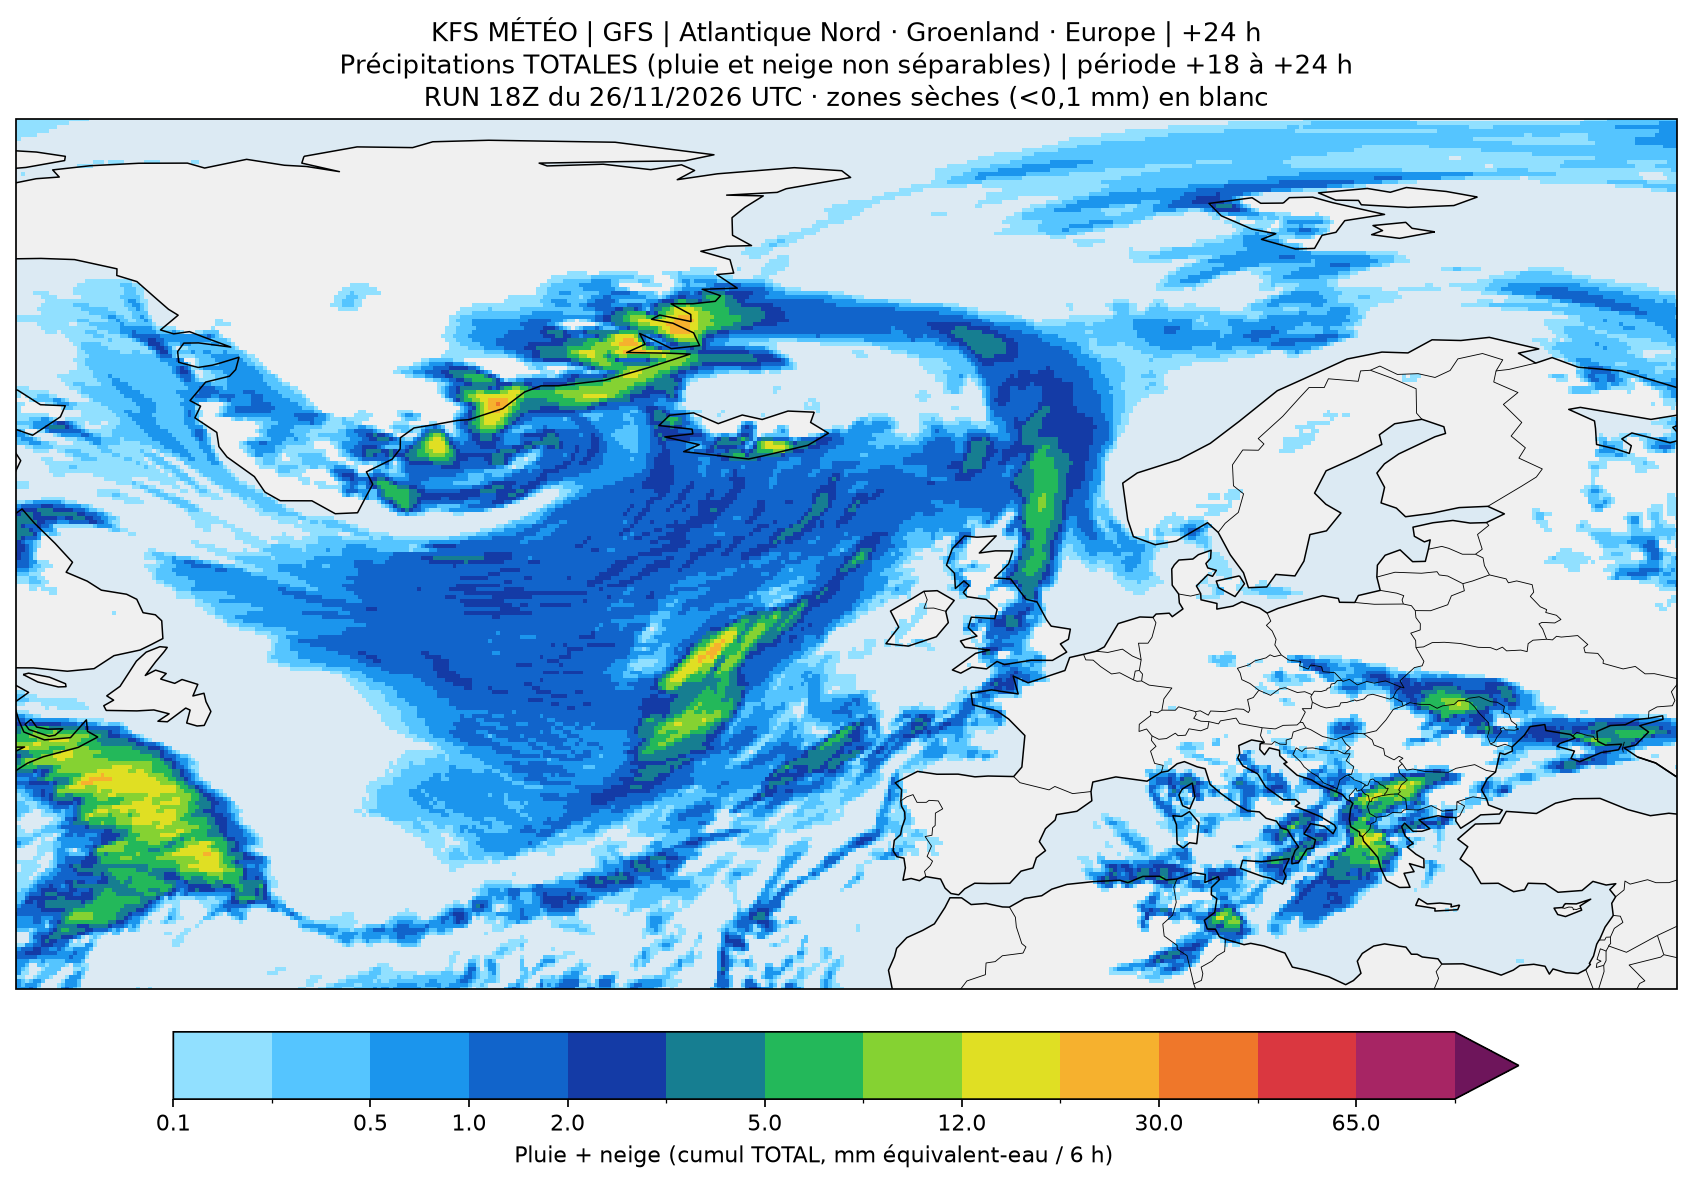 KFS MÉTÉO | GFS | Atlantique Nord · Groenland · Europe | +24 h
Précipitations TOTALES (pluie et neige non séparables) | période +18 à +24 h
RUN 18Z du 26/11/2026 UTC · zones sèches (<0,1 mm) en blanc
0.1 0.5 1.0 2.0 5.0 12.0 30.0 65.0
Pluie + neige (cumul TOTAL, mm équivalent-eau / 6 h)